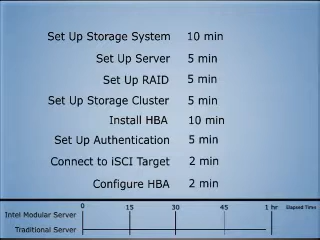 Set Up Storage System 10 min
Set Up Server 5 min
Set Up RAID 5 min
Set Up Storage Cluster 5 min
Install HBA 10 min
Set Up Authentication 5 min
Connect to iSCI Target 2 min
Configure HBA 2 min
0 15 30 45 1 hr Elapsed Time
Intel Modular Server
Traditional Server